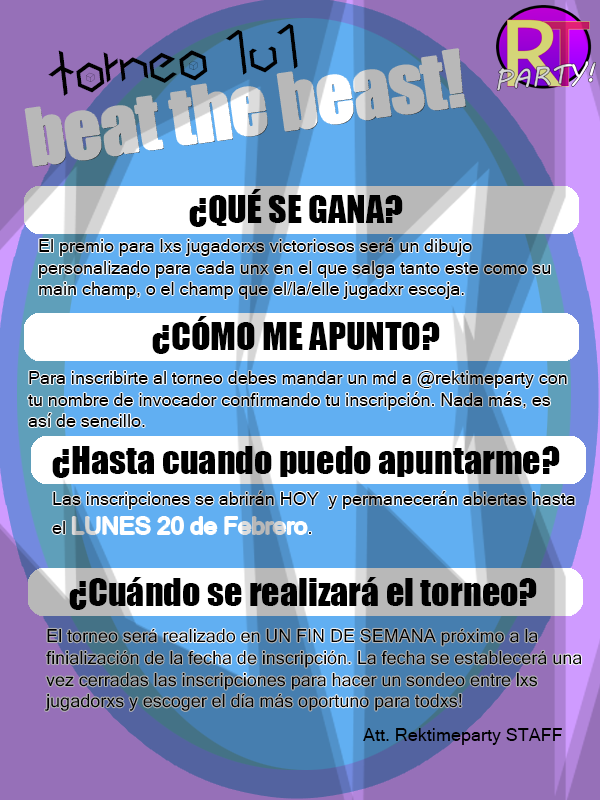 torneo 1v1
RT
PARTY!
beat the beast!
¿QUÉ SE GANA?
El premio para lxs jugadorxs victoriosos será un dibujo
personalizado para cada unx en el que salga tanto este como su
main champ, o el champ que el/la/elle jugadxr escoja.
¿CÓMO ME APUNTO?
Para inscribirte al torneo debes mandar un md a @rektimeparty con
tu nombre de invocador confirmando tu inscripción. Nada más, es
así de sencillo.
¿Hasta cuando puedo apuntarme?
Las inscripciones se abrirán HOY y permanecerán abiertas hasta
el LUNES 20 de Febrero.
¿Cuándo se realizará el torneo?
El torneo será realizado en UN FIN DE SEMANA próximo a la
finialización de la fecha de inscripción. La fecha se establecerá una
vez cerradas las inscripciones para hacer un sondeo entre lxs
jugadorxs y escoger el día más oportuno para todxs!
Att. Rektimeparty STAFF